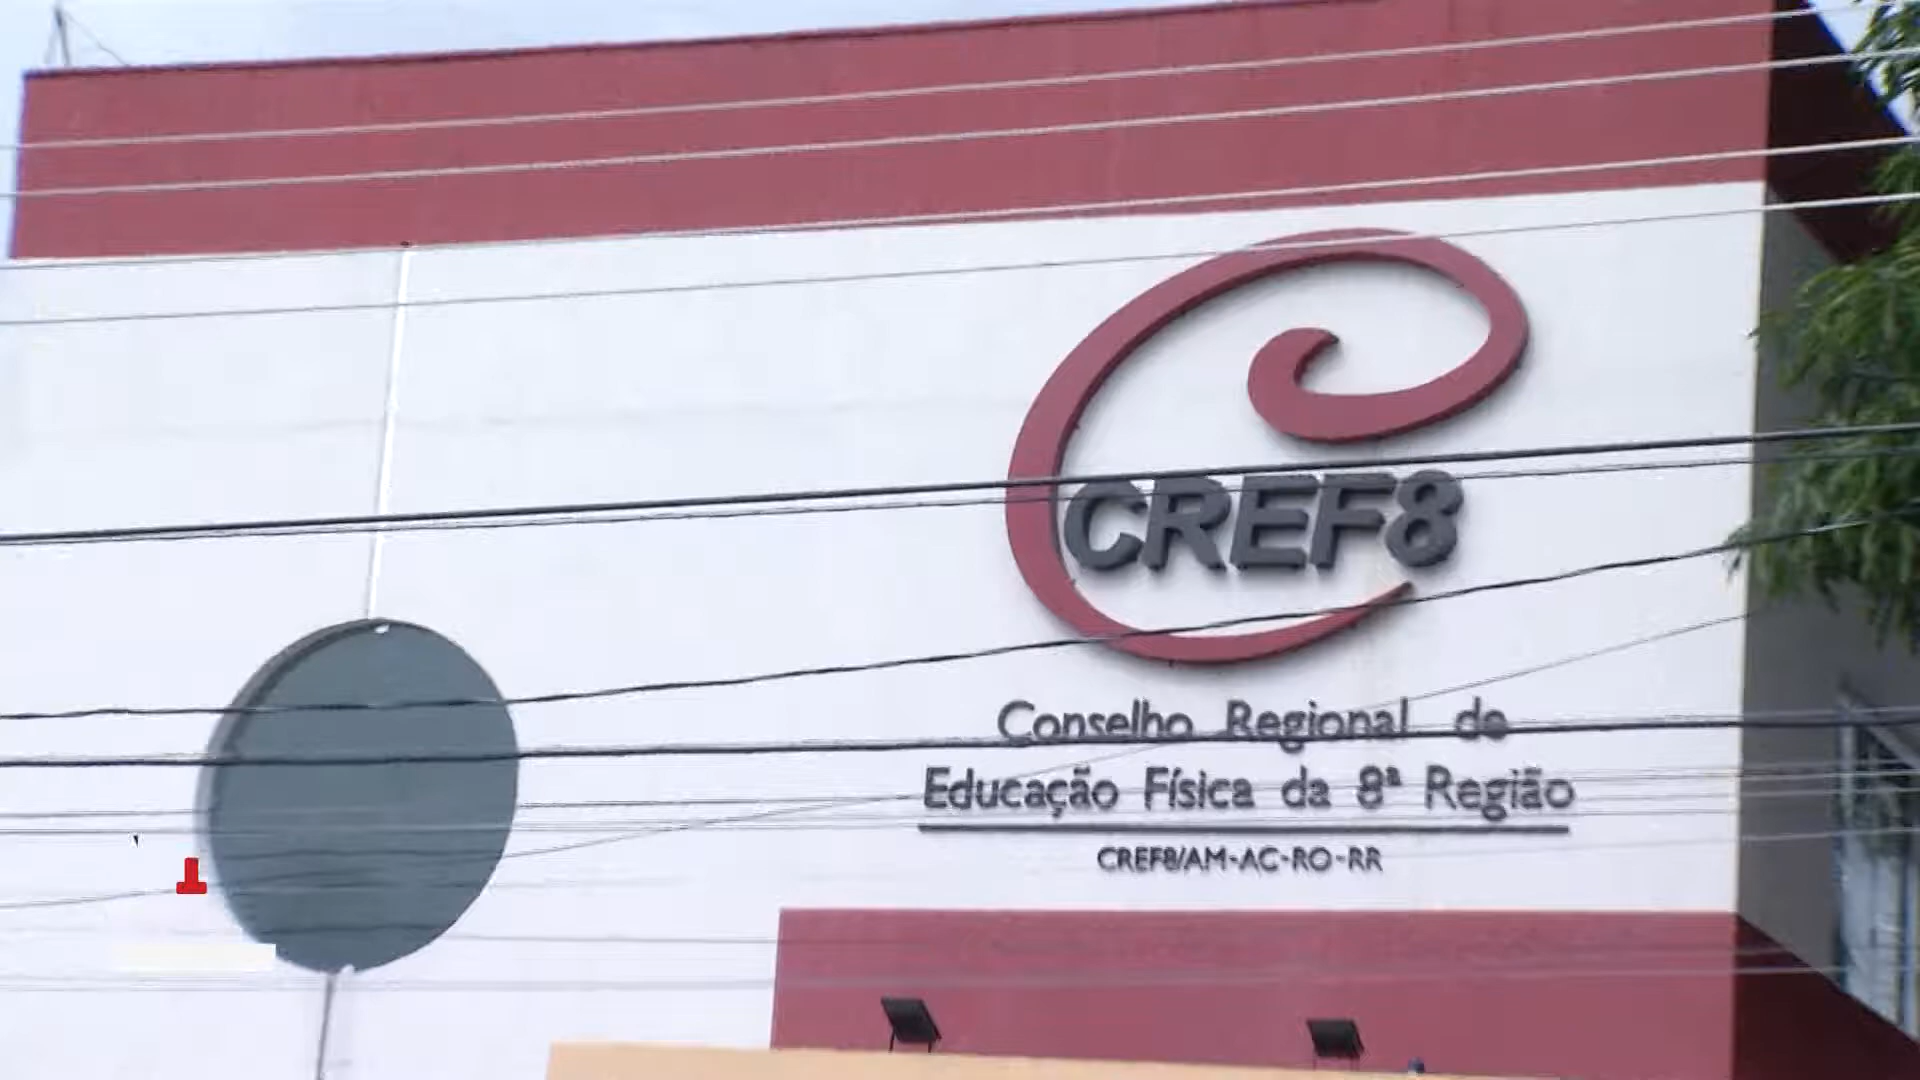 CREF8
Conselho Regional de
Educação Física da 8ª Região
CREF8/AM-AC-RO-RR